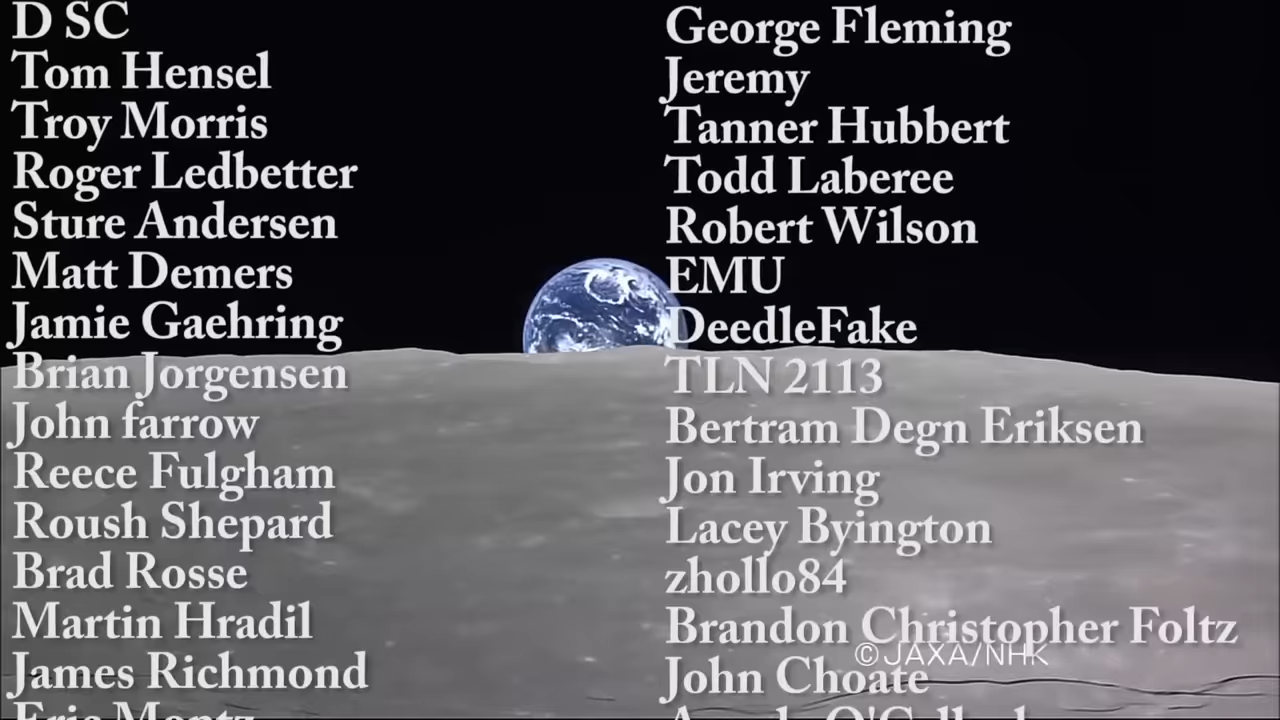 D SC
Tom Hensel
Troy Morris
Roger Ledbetter
Sture Andersen
Matt Demers
Jamie Gaehring
Brian Jorgensen
John farrow
Reece Fulgham
Roush Shepard
Brad Rosse
Martin Hradil
James Richmond
George Fleming
Jeremy
Tanner Hubbert
Todd Laberee
Robert Wilson
EMU
DeedleFake
TLN 2113
Bertram Degn Eriksen
Jon Irving
Lacey Byington
zhollo84
Brandon Christopher Foltz
©JAXA/NHK
John Choate